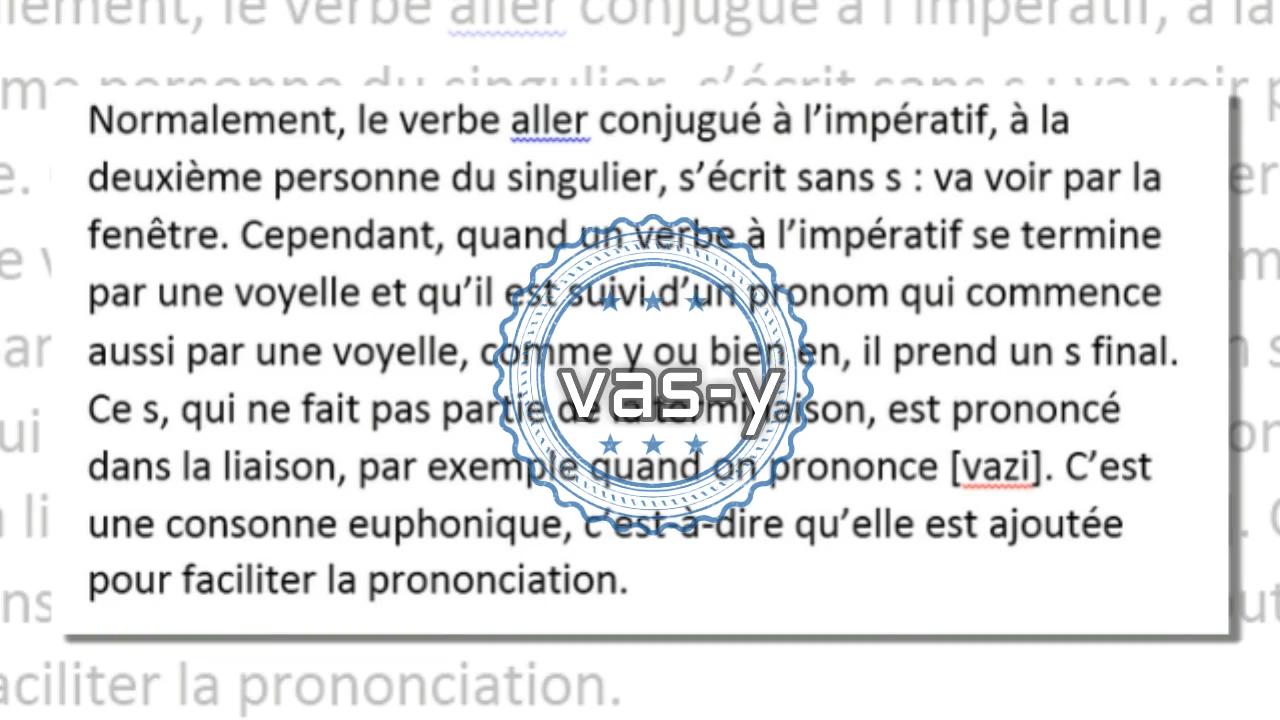 Normalement, le verbe aller conjugué à l’impératif, à la
deuxième personne du singulier, s’écrit sans s : va voir par la
fenêtre. Cependant, quand un verbe à l’impératif se termine
par une voyelle et qu’il est suivi d’un pronom qui commence
aussi par une voyelle, comme y ou bien en, il prend un s final.
Ce s, qui ne fait pas partie de la terminaison, est prononcé
dans la liaison, par exemple quand on prononce [vazi]. C’est
une consonne euphonique, c’est-à-dire qu’elle est ajoutée
pour faciliter la prononciation.
vas-y